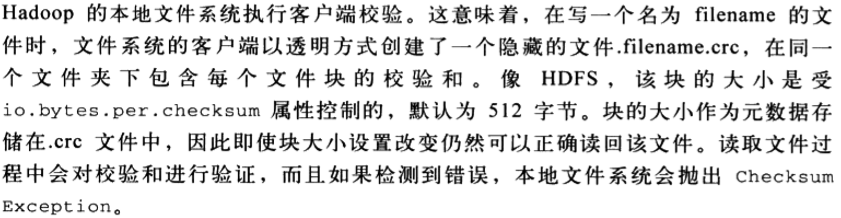 Hadoop 的本地文件系统执行客户端校验。这意味着，在写一个名为 filename 的文
件时，文件系统的客户端以透明方式创建了一个隐藏的文件.filename.crc，在同一
个文件夹下包含每个文件块的校验和。像 HDFS，该块的大小是受
io.bytes.per.checksum 属性控制的，默认为 512 字节。块的大小作为元数据存
储在.crc 文件中，因此即使块大小设置改变仍然可以正确读回该文件。读取文件过
程中会对校验和进行验证，而且如果检测到错误，本地文件系统会抛出 Checksum
Exception。